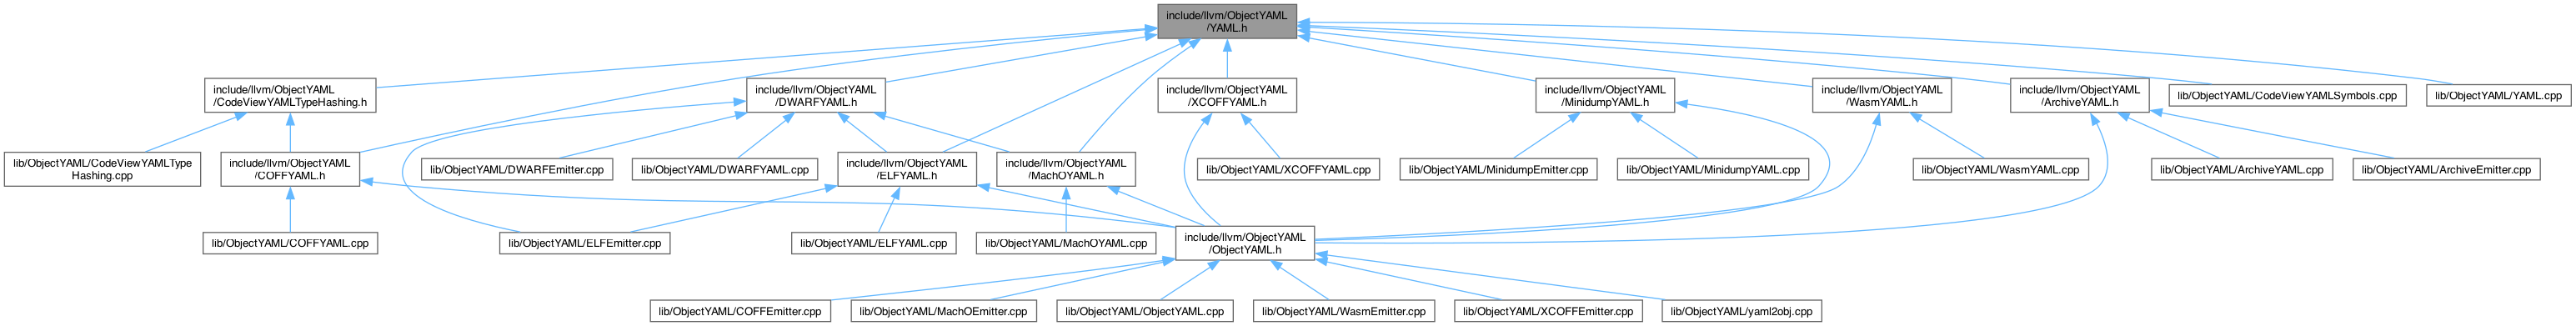 include/llvm/ObjectYAML
/YAML.h
include/llvm/ObjectYAML
/CodeViewYAMLTypeHashing.h
include/llvm/ObjectYAML
/DWARFYAML.h
include/llvm/ObjectYAML
/XCOFFYAML.h
include/llvm/ObjectYAML
/MinidumpYAML.h
include/llvm/ObjectYAML
/WasmYAML.h
include/llvm/ObjectYAML
/ArchiveYAML.h
lib/ObjectYAML/CodeViewYAMLSymbols.cpp
lib/ObjectYAML/YAML.cpp
lib/ObjectYAML/CodeViewYAMLType
Hashing.cpp
include/llvm/ObjectYAML
/COFFYAML.h
lib/ObjectYAML/DWARFEmitter.cpp
lib/ObjectYAML/DWARFYAML.cpp
include/llvm/ObjectYAML
/ELFYAML.h
include/llvm/ObjectYAML
/MachOYAML.h
lib/ObjectYAML/XCOFFYAML.cpp
lib/ObjectYAML/MinidumpEmitter.cpp
lib/ObjectYAML/MinidumpYAML.cpp
lib/ObjectYAML/WasmYAML.cpp
lib/ObjectYAML/ArchiveYAML.cpp
lib/ObjectYAML/ArchiveEmitter.cpp
lib/ObjectYAML/COFFYAML.cpp
lib/ObjectYAML/ELFEmitter.cpp
lib/ObjectYAML/ELFYAML.cpp
lib/ObjectYAML/MachOYAML.cpp
include/llvm/ObjectYAML
/ObjectYAML.h
lib/ObjectYAML/COFFEmitter.cpp
lib/ObjectYAML/MachOEmitter.cpp
lib/ObjectYAML/ObjectYAML.cpp
lib/ObjectYAML/WasmEmitter.cpp
lib/ObjectYAML/XCOFFEmitter.cpp
lib/ObjectYAML/yaml2obj.cpp